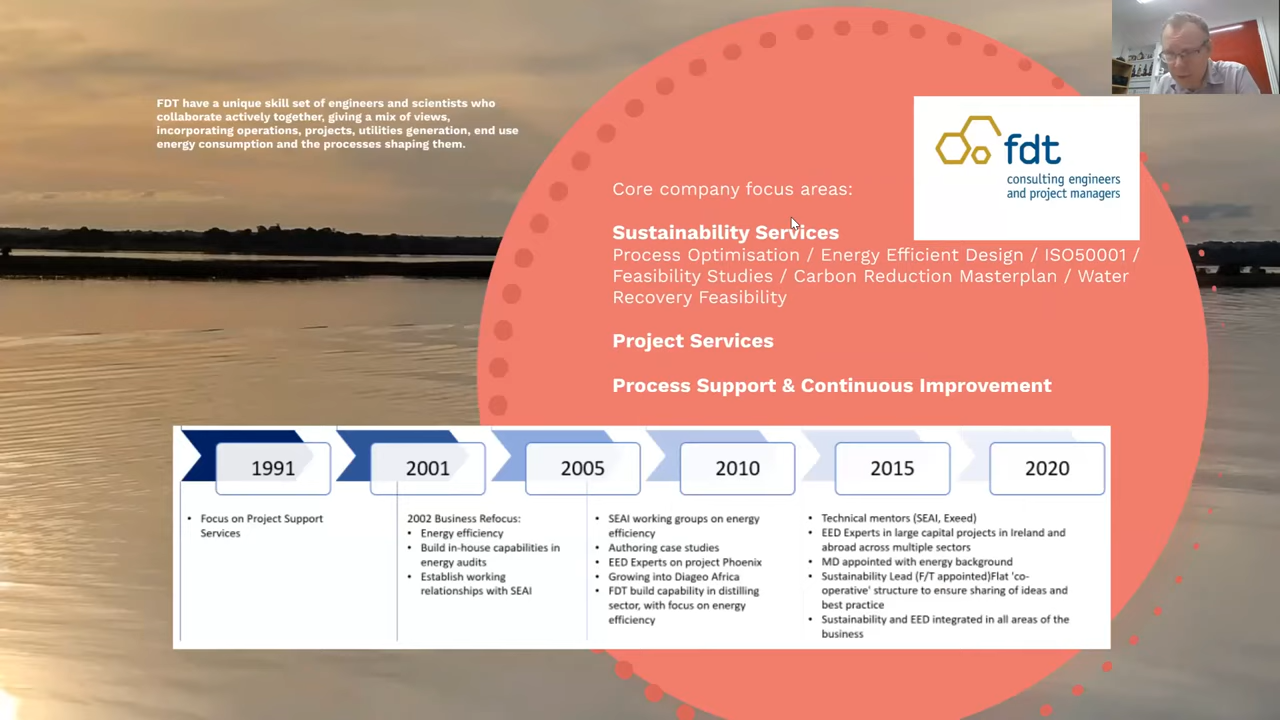 FDT have a unique skill set of engineers and scientists who
collaborate actively together, giving a mix of views,
incorporating operations, projects, utilities generation, end use
energy consumption and the processes shaping them.
fdt
consulting engineers
and project managers
Core company focus areas:
Sustainability Services
Process Optimisation / Energy Efficient Design / ISO50001 /
Feasibility Studies / Carbon Reduction Masterplan / Water
Recovery Feasibility
Project Services
Process Support & Continuous Improvement
1991
• Focus on Project Support
Services
2001
2002 Business Refocus:
• Energy efficiency
• Build in-house capabilities in
energy audits
• Establish working
relationships with SEAI
2005
2010
• SEAI working groups on energy
efficiency
• Authoring case studies
• EED Experts on project Phoenix
• Growing into Diageo Africa
• FDT build capability in distilling
sector, with focus on energy
efficiency
2015
2020
• Technical mentors (SEAI, Exeed)
• EED Experts in large capital projects in Ireland and
abroad across multiple sectors
• MD appointed with energy background
• Sustainability Lead (F/T appointed)Flat 'co-
operative' structure to ensure sharing of ideas and
best practice
• Sustainability and EED integrated in all areas of the
business